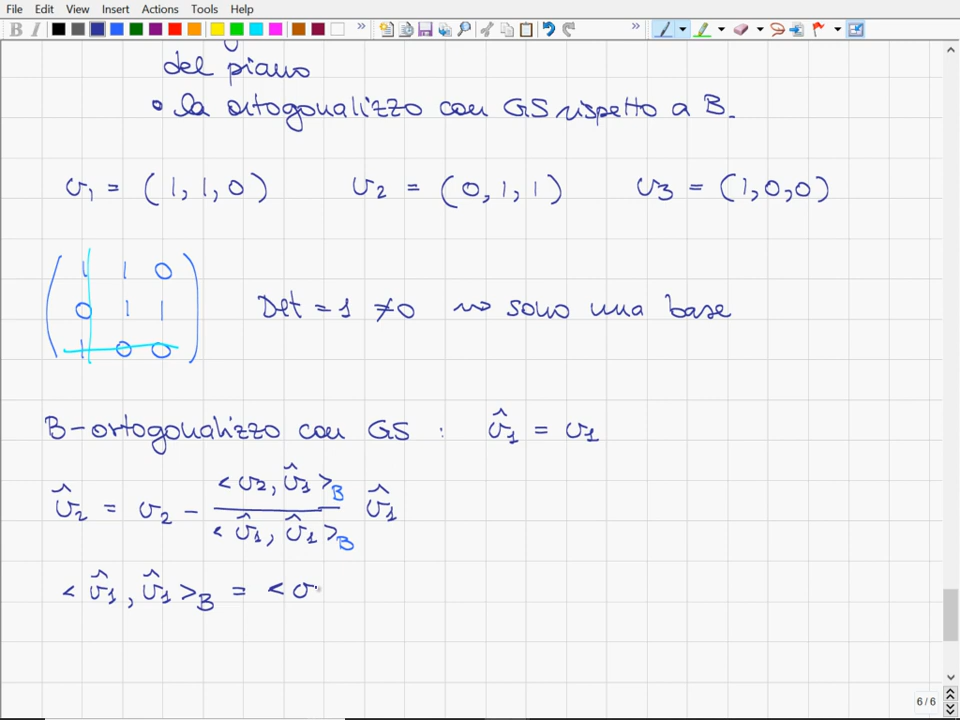 File Edit View Insert Actions Tools Help
B I
del piano
• la ortogonalizzo con GS rispetto a B.
v1 = (1, 1, 0) v2 = (0, 1, 1) v3 = (1, 0, 0)
1 1 0
0 1 1
1 0 0
Det = 1 ≠ 0 ⇝ sono una base
B-ortogonalizzo con GS : v̂1 = v1
v̂2 = v2 - <v2, v̂1>B / <v̂1, v̂1>B v̂1
<v̂1, v̂1>B = <v
6 / 6